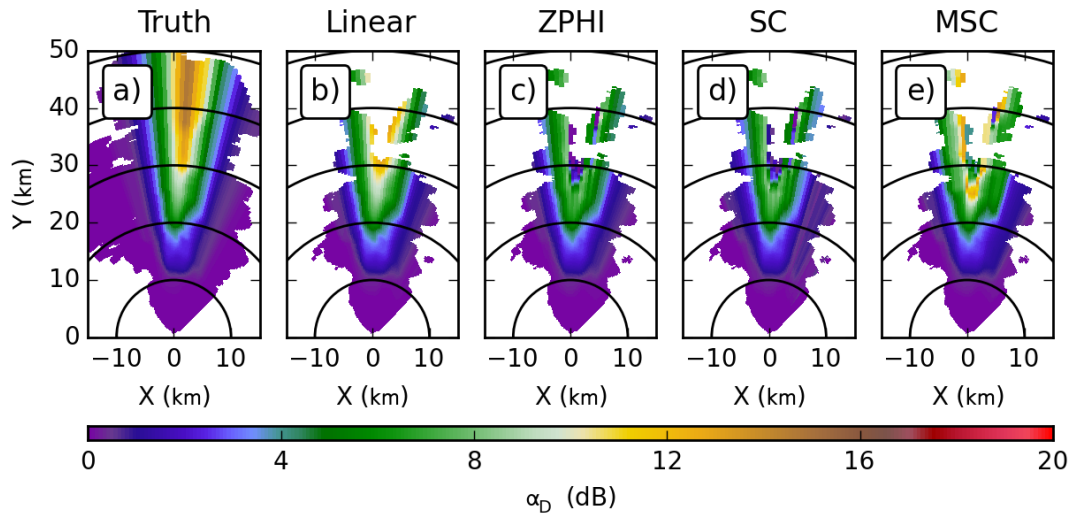 Truth Linear ZPHI SC MSC
50
a) b) c) d) e)
40
30
Y (km)
20
10
0
−10 0 10 −10 0 10 −10 0 10 −10 0 10 −10 0 10
X (km) X (km) X (km) X (km) X (km)
0 4 8 12 16 20
α_D (dB)